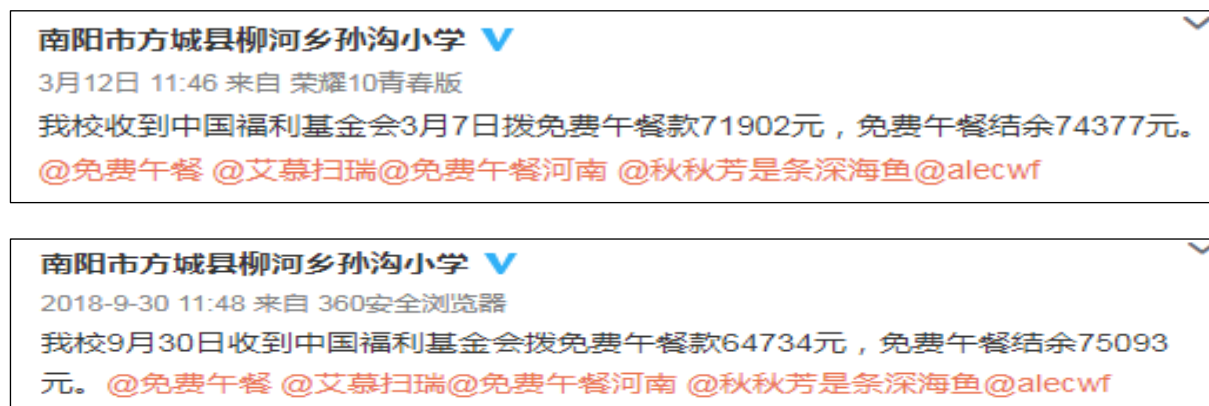 南阳市方城县柳河乡孙沟小学
3月12日 11:46 来自 荣耀10青春版
我校收到中国福利基金会3月7日拨免费午餐款71902元，免费午餐结余74377元。
@免费午餐 @艾慕扫瑞@免费午餐河南 @秋秋芳是条深海鱼@alecwf
南阳市方城县柳河乡孙沟小学
2018-9-30 11:48 来自 360安全浏览器
我校9月30日收到中国福利基金会拨免费午餐款64734元，免费午餐结余75093
元。@免费午餐 @艾慕扫瑞@免费午餐河南 @秋秋芳是条深海鱼@alecwf